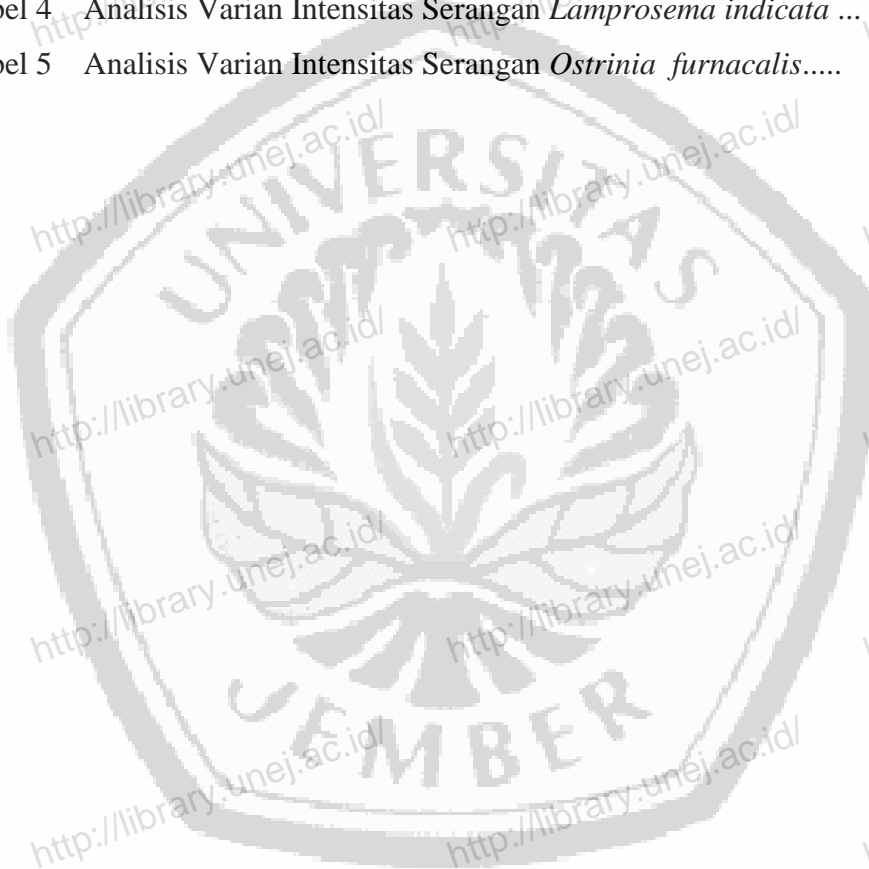 bel 4 Analisis Varian Intensitas Serangan Lamprosema indicata ...
bel 5 Analisis Varian Intensitas Serangan Ostrinia furnacalis.....
UNIVERSITAS
http://library.unej.ac.id/ http://library.unej.ac.id/
http://library.unej.ac.id/ http://library.unej.ac.id/
http://library.unej.ac.id/ http://library.unej.ac.id/
JEMBER
http://library.unej.ac.id/ http://library.unej.ac.id/